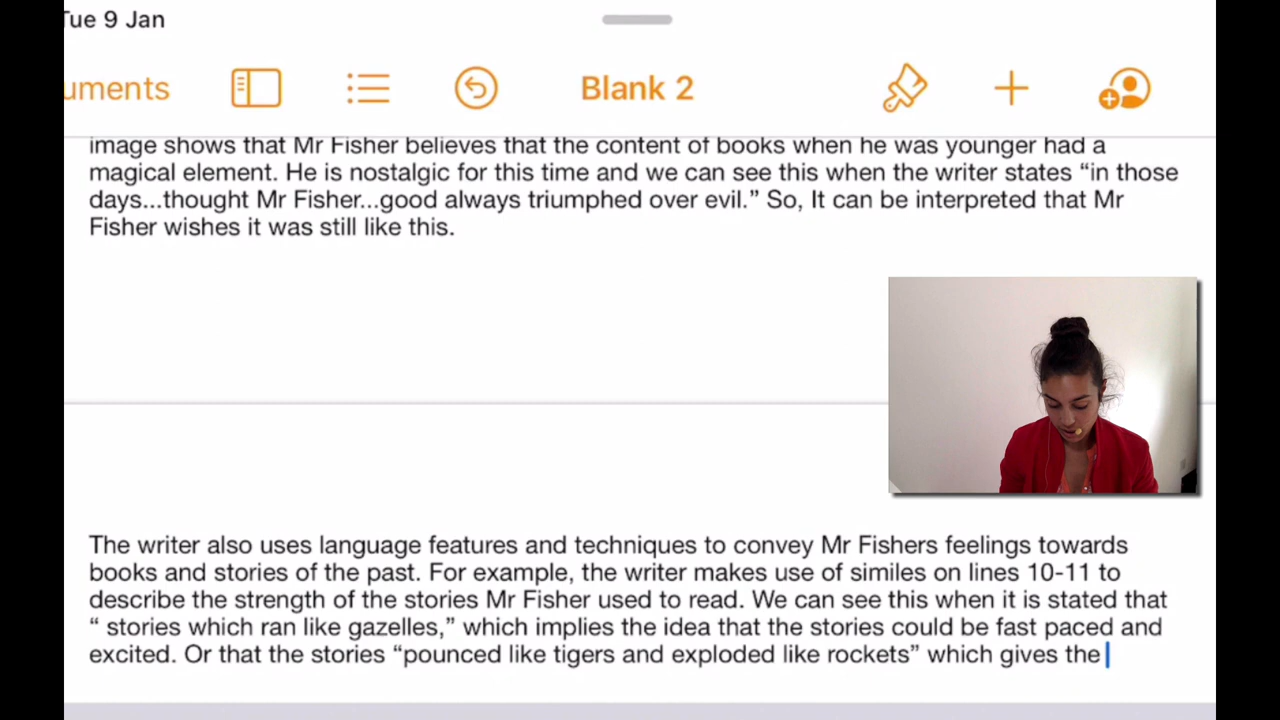 Tue 9 Jan
uments
Blank 2
image shows that Mr Fisher believes that the content of books when he was younger had a
magical element. He is nostalgic for this time and we can see this when the writer states “in those
days...thought Mr Fisher...good always triumphed over evil.” So, It can be interpreted that Mr
Fisher wishes it was still like this.
The writer also uses language features and techniques to convey Mr Fishers feelings towards
books and stories of the past. For example, the writer makes use of similes on lines 10-11 to
describe the strength of the stories Mr Fisher used to read. We can see this when it is stated that
“ stories which ran like gazelles,” which implies the idea that the stories could be fast paced and
excited. Or that the stories “pounced like tigers and exploded like rockets” which gives the